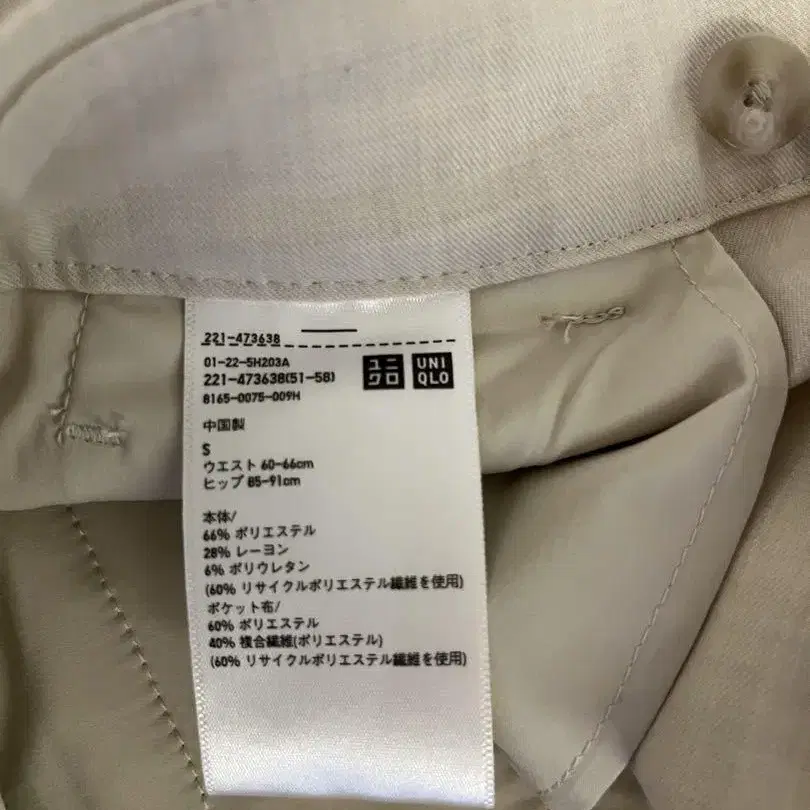 221-473638
01-22-5H203A
221-473638(51-58)
8165-0075-009H
ユニ
クロ
UNI
QLO
中国製
S
ウエスト 60-66cm
ヒップ 85-91cm
本体/
66% ポリエステル
28% レーヨン
6% ポリウレタン
(60% リサイクルポリエステル繊維を使用)
ポケット布/
60% ポリエステル
40% 複合繊維(ポリエステル)
(60% リサイクルポリエステル繊維を使用)